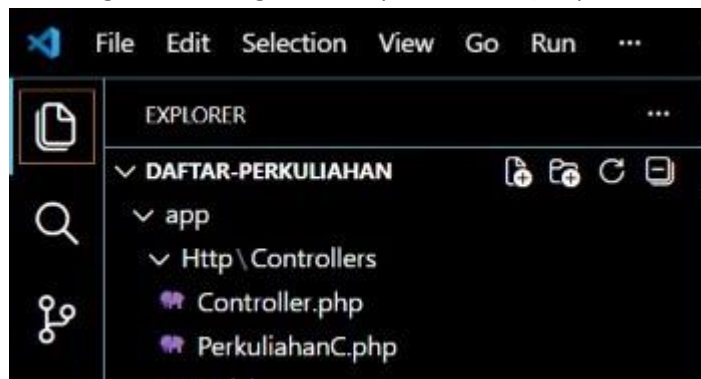 File Edit Selection View Go Run ...
EXPLORER ...
DAFTAR-PERKULIAHAN
app
Http\Controllers
Controller.php
PerkuliahanC.php